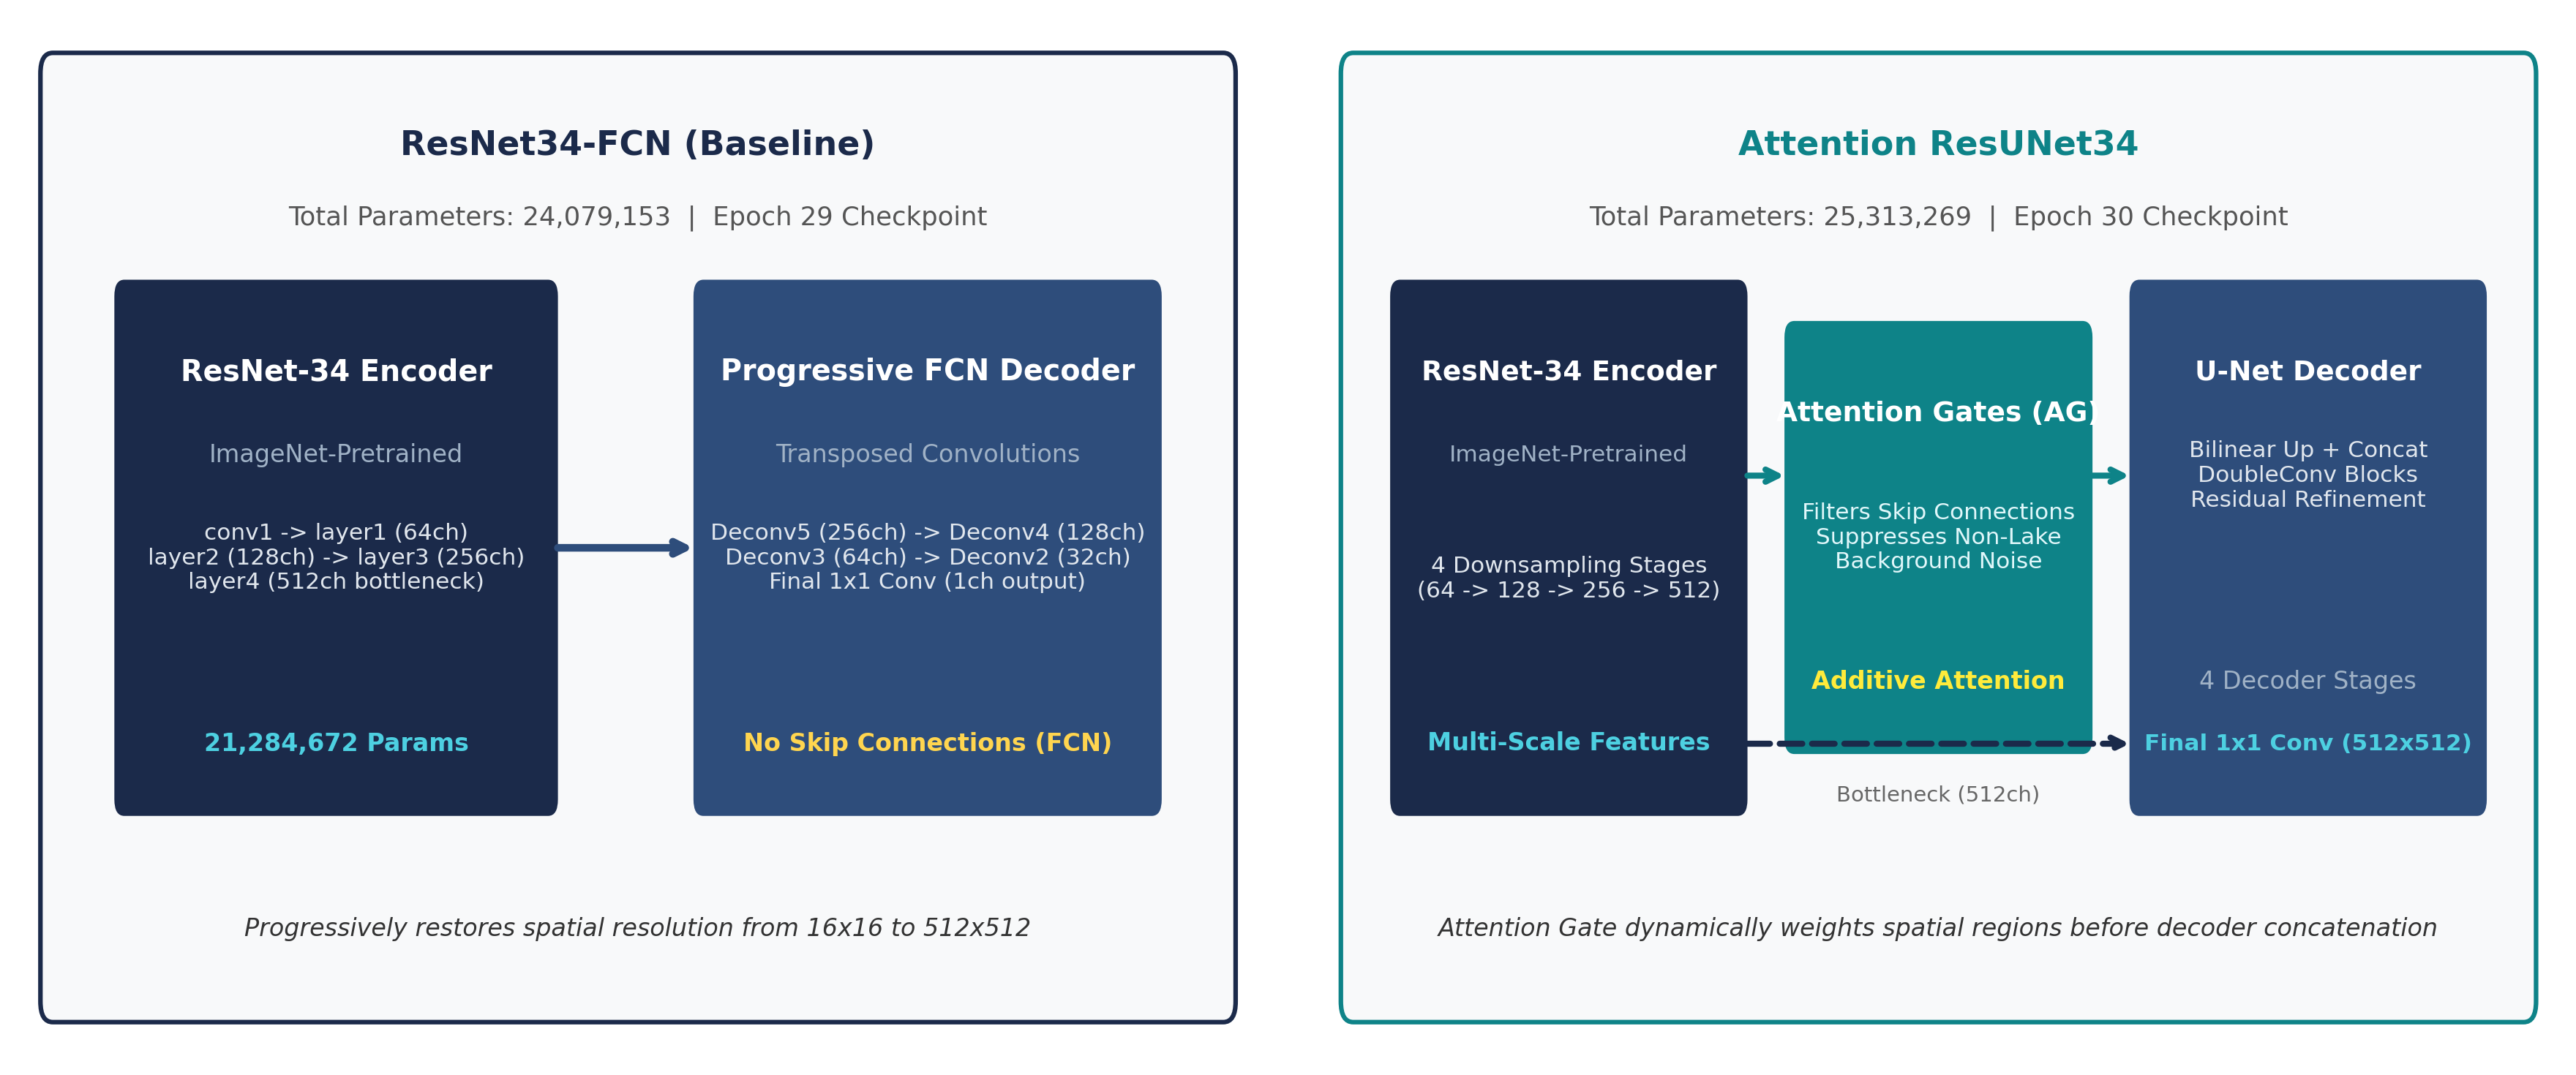 ResNet34-FCN (Baseline)
Total Parameters: 24,079,153 | Epoch 29 Checkpoint
ResNet-34 Encoder
ImageNet-Pretrained
conv1 -> layer1 (64ch)
layer2 (128ch) -> layer3 (256ch)
layer4 (512ch bottleneck)
21,284,672 Params
Progressive FCN Decoder
Transposed Convolutions
Deconv5 (256ch) -> Deconv4 (128ch)
Deconv3 (64ch) -> Deconv2 (32ch)
Final 1x1 Conv (1ch output)
No Skip Connections (FCN)
Progressively restores spatial resolution from 16x16 to 512x512
Attention ResUNet34
Total Parameters: 25,313,269 | Epoch 30 Checkpoint
ResNet-34 Encoder
ImageNet-Pretrained
4 Downsampling Stages
(64 -> 128 -> 256 -> 512)
Multi-Scale Features
Attention Gates (AG)
Filters Skip Connections
Suppresses Non-Lake
Background Noise
Additive Attention
Bottleneck (512ch)
U-Net Decoder
Bilinear Up + Concat
DoubleConv Blocks
Residual Refinement
4 Decoder Stages
Final 1x1 Conv (512x512)
Attention Gate dynamically weights spatial regions before decoder concatenation